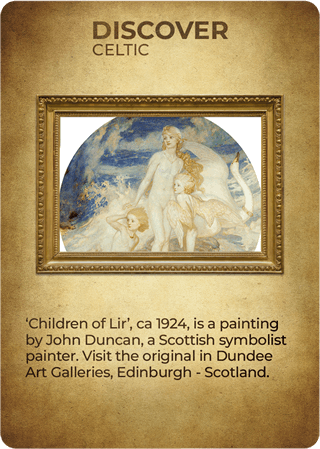 DISCOVER
CELTIC
‘Children of Lir’, ca 1924, is a painting
by John Duncan, a Scottish symbolist
painter. Visit the original in Dundee
Art Galleries, Edinburgh - Scotland.